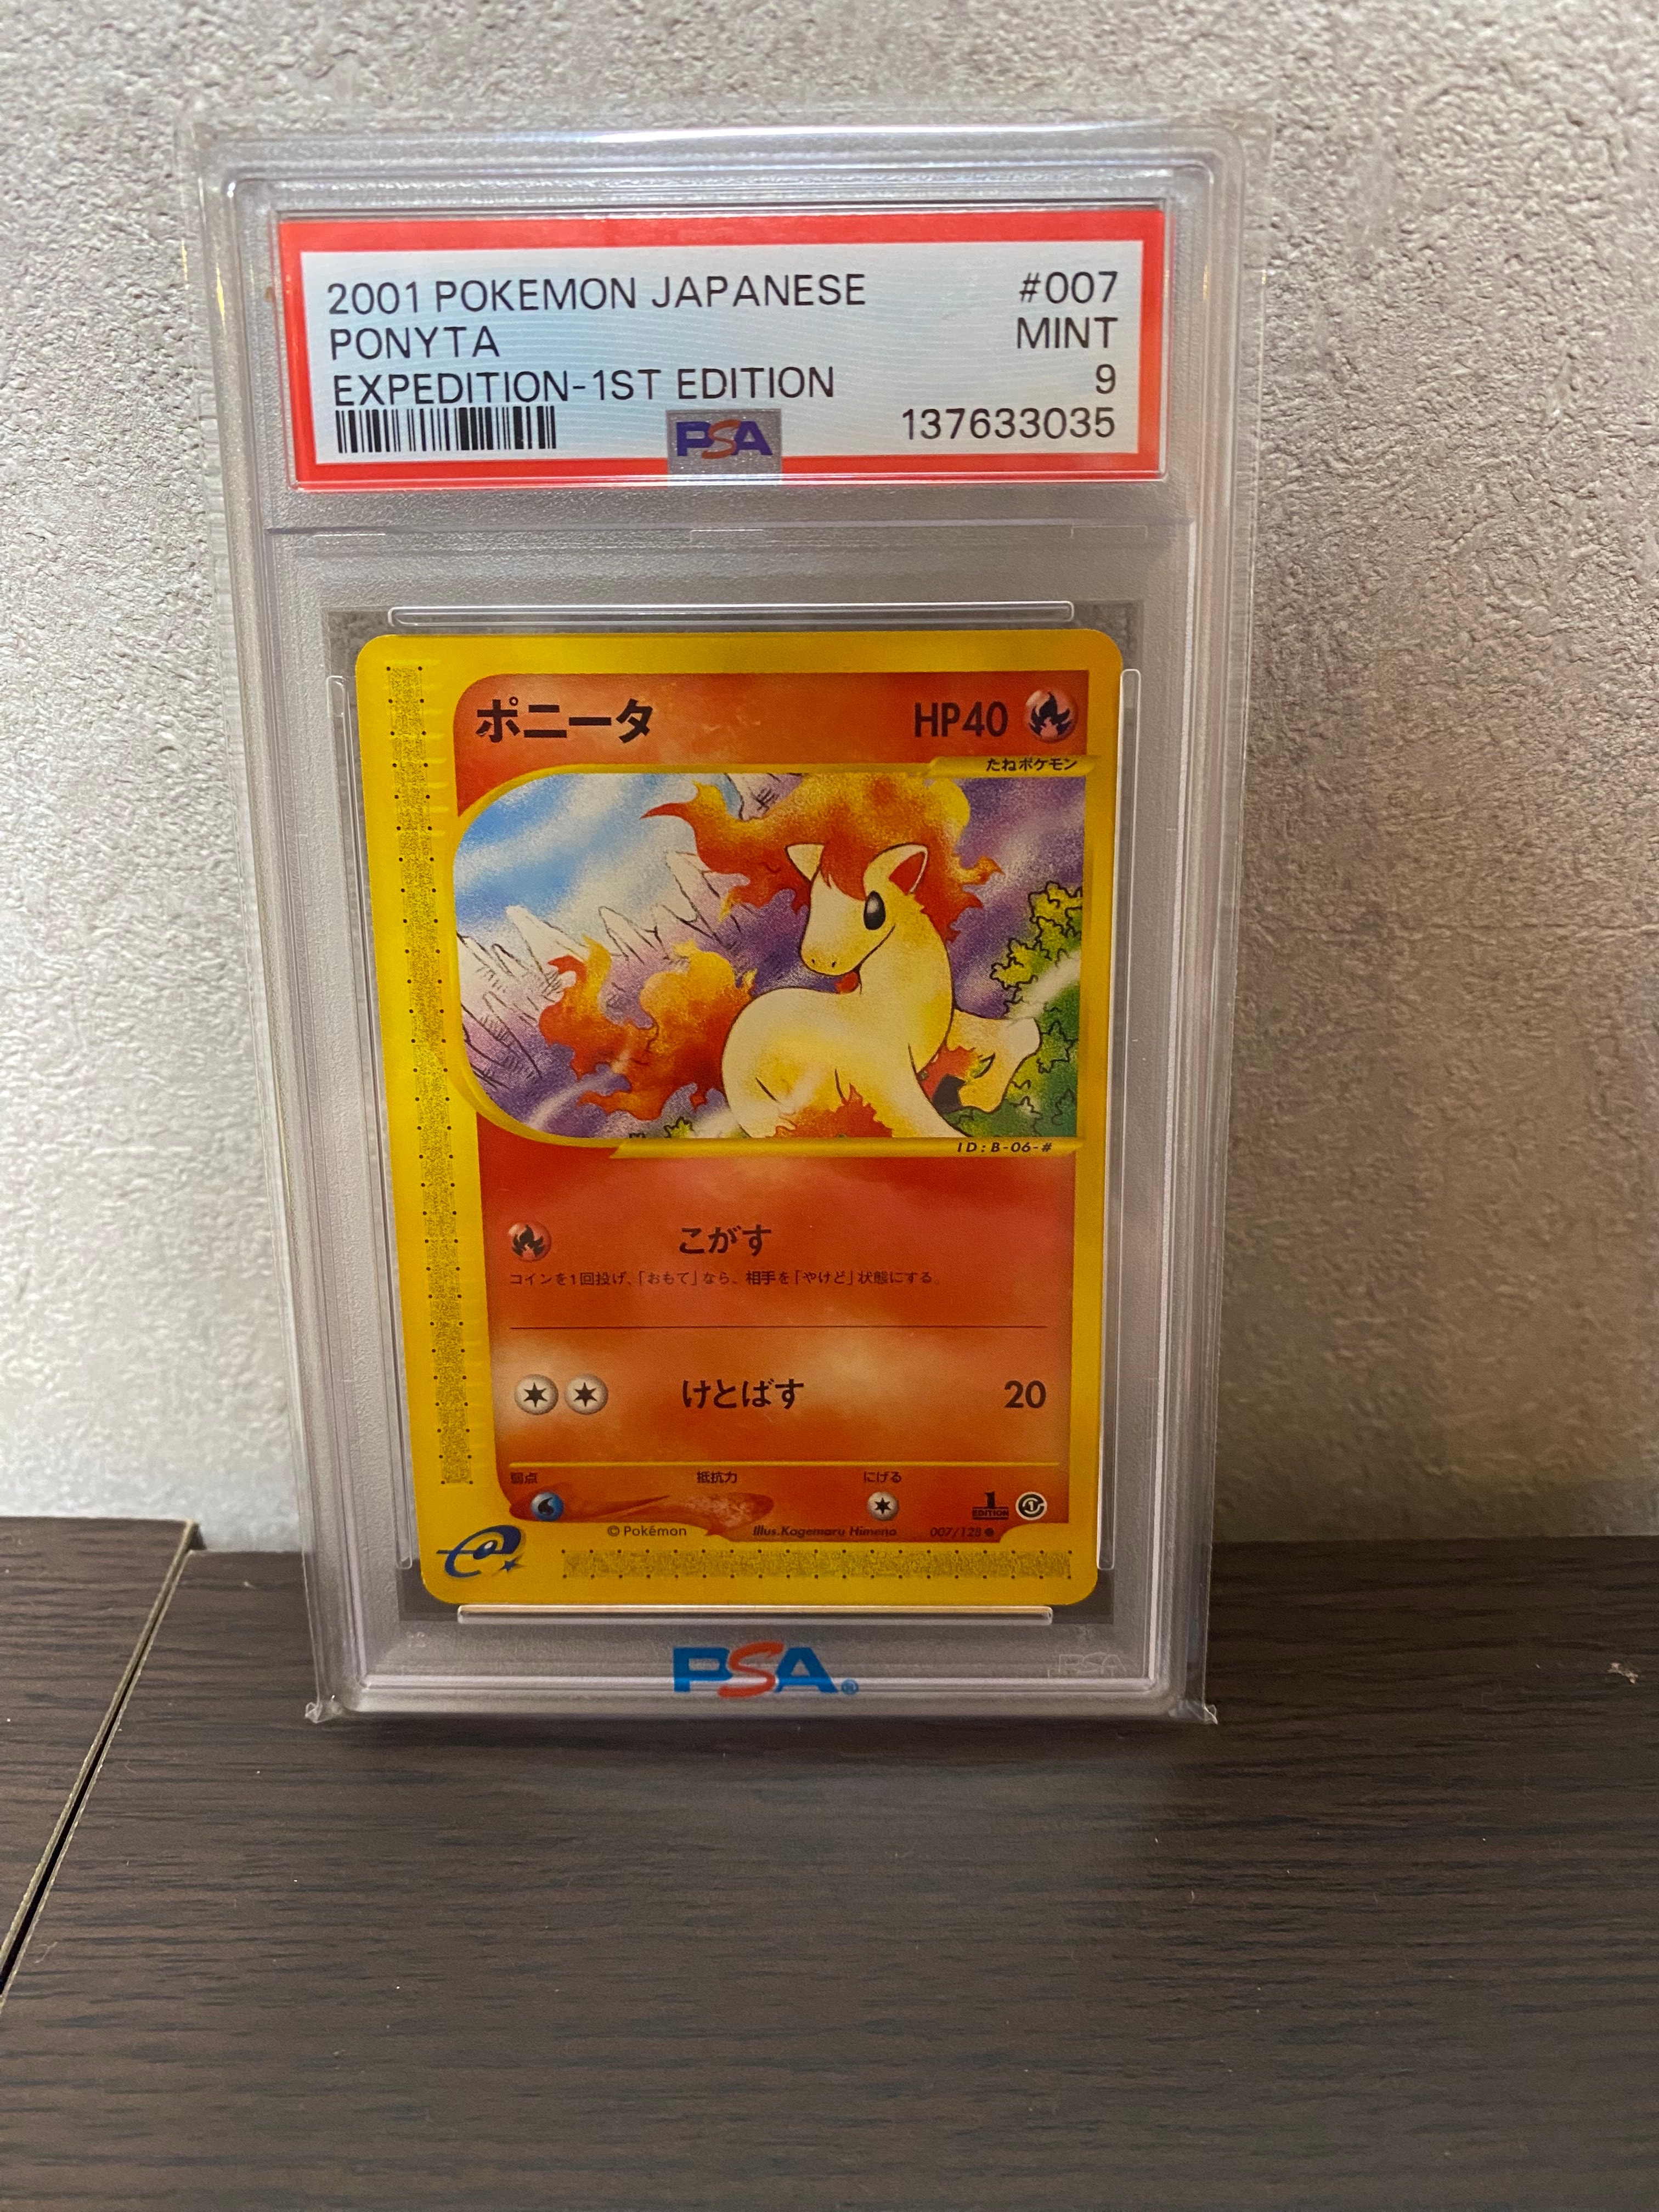 2001 POKEMON JAPANESE #007
PONYTA MINT
EXPEDITION-1ST EDITION 9
PSA 137633035
ポニータ HP40
たねポケモン
ID:B-06-#
こがす
コインを1回投げ、「おもて」なら、相手を「やけど」状態にする。
けとばす 20
弱点 抵抗力 にげる
1 EDITION
© Pokémon Illus.Kagemaru Himeno 007/128
e
PSA®
PSA